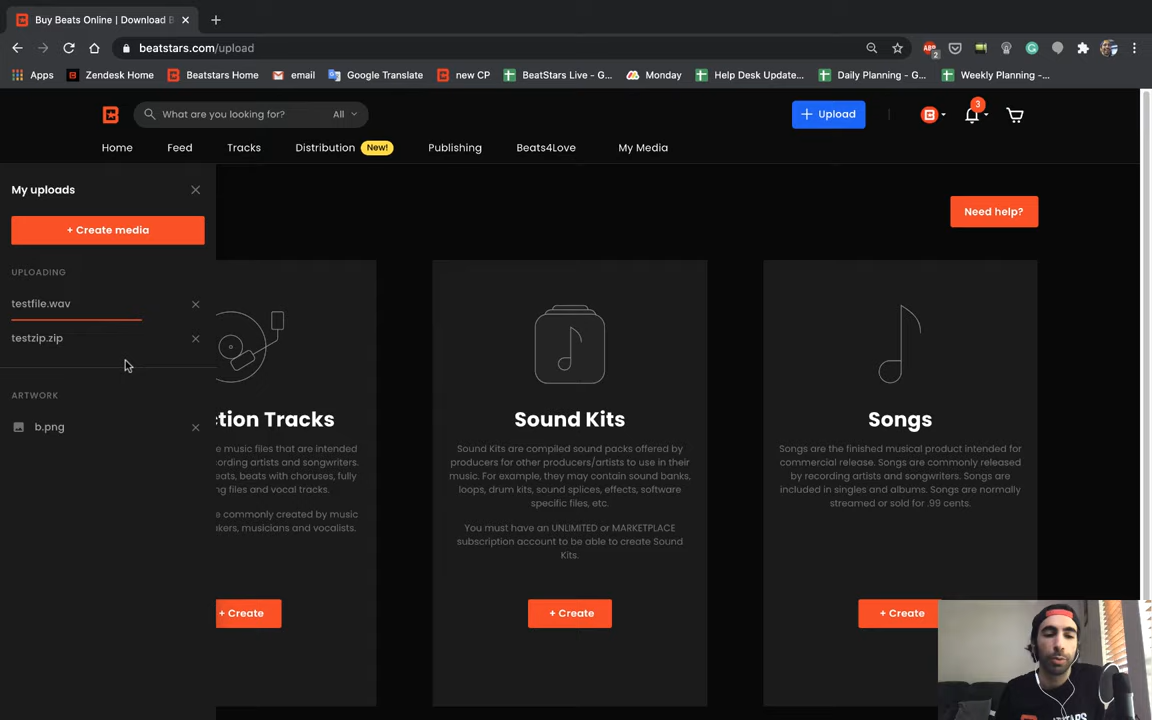 Buy Beats Online | Download B
beatstars.com/upload
2
Apps
Zendesk Home
Beatstars Home
email
Google Translate
new CP
BeatStars Live - G...
Monday
Help Desk Update...
Daily Planning - G...
Weekly Planning -...
What are you looking for?
All
+ Upload
3
Home
Feed
Tracks
Distribution
New!
Publishing
Beats4Love
My Media
My uploads
+ Create media
Need help?
UPLOADING
testfile.wav
testzip.zip
ARTWORK
b.png
ction Tracks
e music files that are intended
ording artists and songwriters.
eats, beats with choruses, fully
ng files and vocal tracks.
e commonly created by music
akers, musicians and vocalists.
+ Create
Sound Kits
Sound Kits are compiled sound packs offered by
producers for other producers/artists to use in their
music. For example, they may contain sound banks,
loops, drum kits, sound splices, effects, software
specific files, etc.
You must have an UNLIMITED or MARKETPLACE
subscription account to be able to create Sound
Kits.
+ Create
Songs
Songs are the finished musical product intended for
commercial release. Songs are commonly released
by recording artists and songwriters. Songs are
included in singles and albums. Songs are normally
streamed or sold for .99 cents.
+ Create